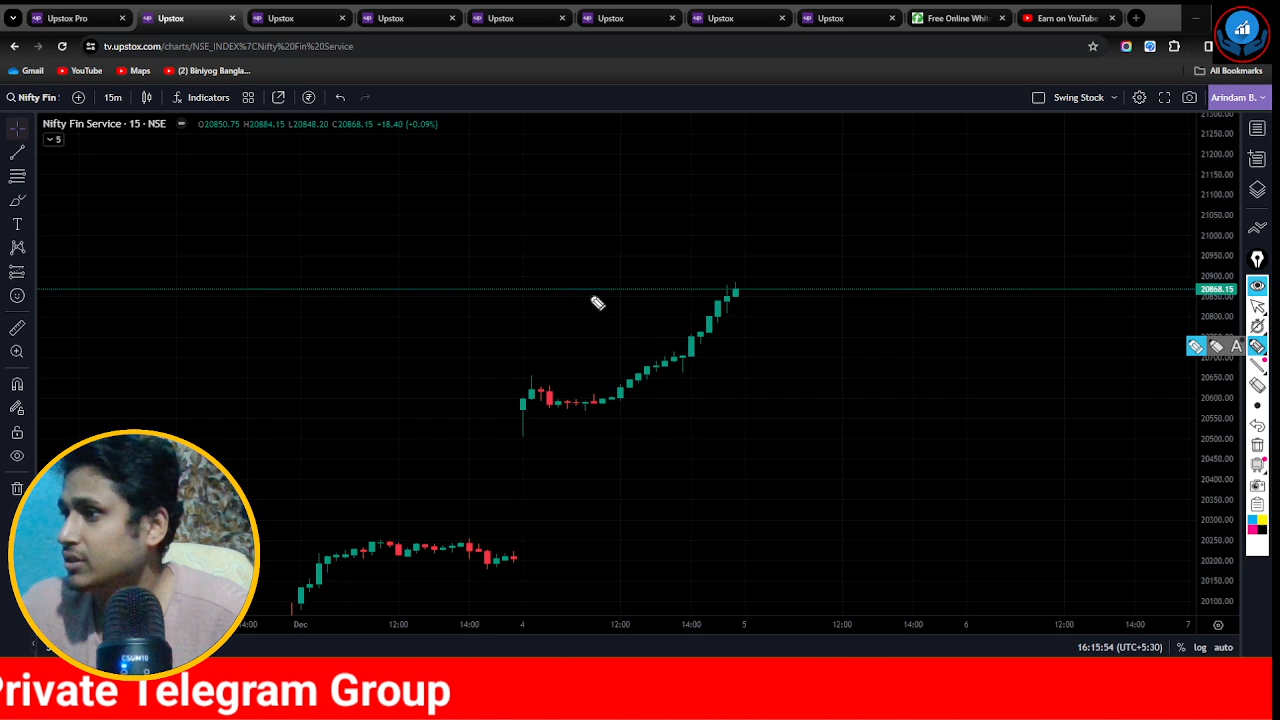 Upstox Pro
Upstox
Upstox
Upstox
Upstox
Upstox
Upstox
Upstox
Free Online Whit
Earn on YouTube
tv.upstox.com/charts/NSE_INDEX%7CNifty%20Fin%20Service
Gmail
YouTube
Maps
(2) Biniyog Bangla...
All Bookmarks
Nifty Fin
15m
Indicators
Swing Stock
Arindam B.
Nifty Fin Service · 15 · NSE
O20850.75 H20884.15 L20848.20 C20868.15 +18.40 (+0.09%)
5
21300.00
21250.00
21200.00
21150.00
21100.00
21050.00
21000.00
20950.00
20900.00
20868.15
20850.00
20800.00
20700.00
20650.00
20600.00
20550.00
20500.00
20450.00
20400.00
20350.00
20300.00
20250.00
20200.00
20150.00
20100.00
A
14:00
Dec
12:00
14:00
4
12:00
14:00
5
12:00
14:00
6
12:00
14:00
7
16:15:54 (UTC+5:30)
%
log
auto
CSUM10
Private Telegram Group